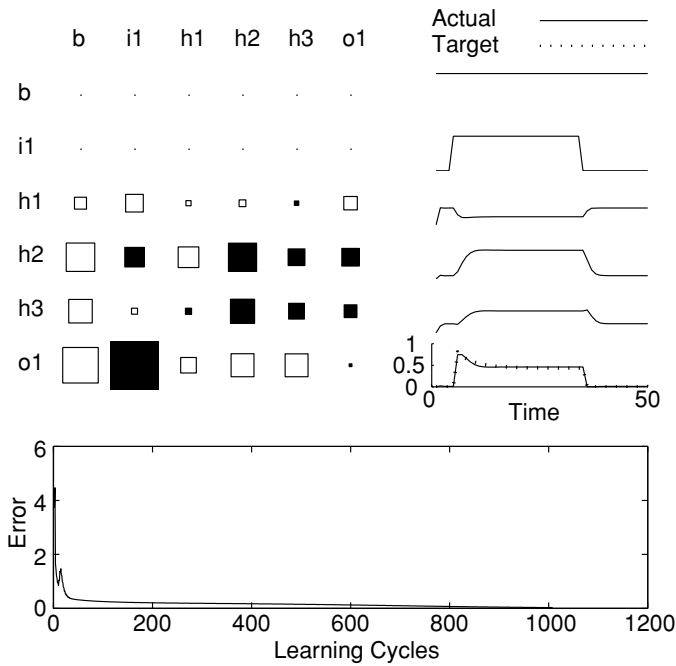 Actual
Target
b i1 h1 h2 h3 o1
b
i1
h1
h2
h3
o1
1
0.5
0
0 50
Time
6
4
2
0
Error
0 200 400 600 800 1000 1200
Learning Cycles